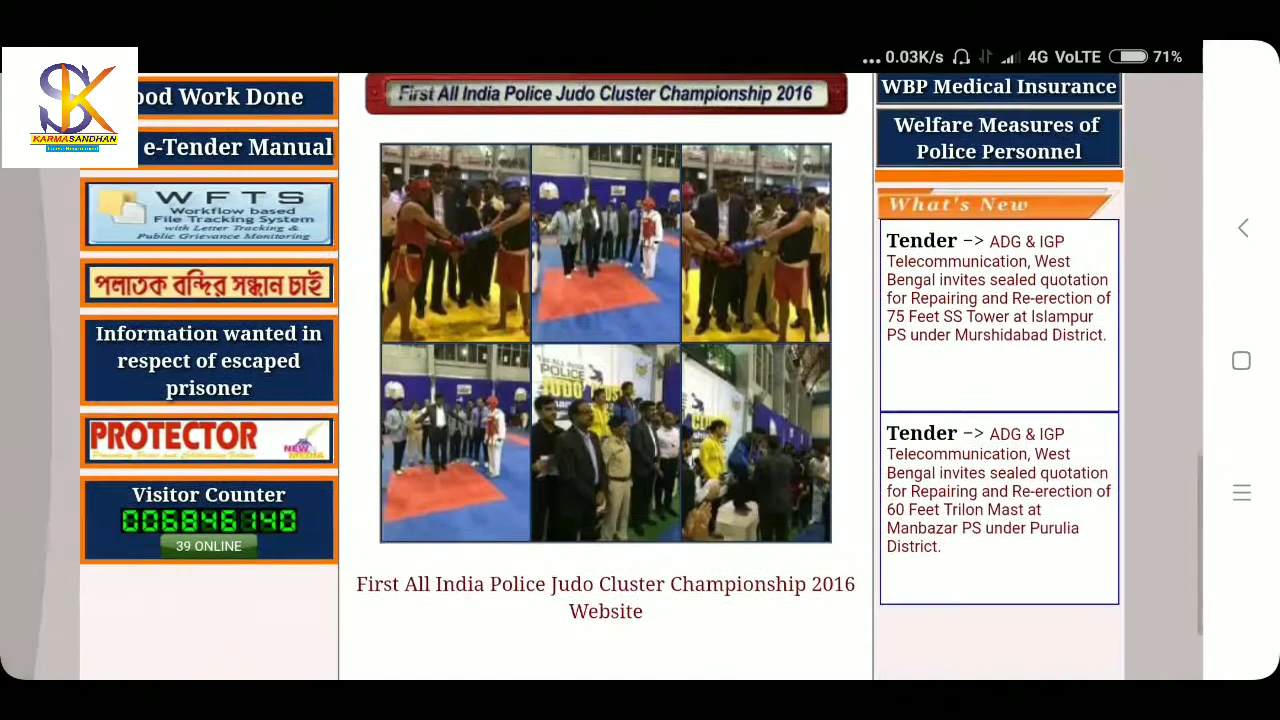 0.03K/s 4G VoLTE 71%
SK
KARMASANDHAN
ood Work Done
e-Tender Manual
WFTS
Workflow based
File Tracking System
with Letter Tracking &
Public Grievance Monitoring
পলাতক বন্দির সন্ধান চাই
Information wanted in
respect of escaped
prisoner
PROTECTOR
NEW
MEDIA
Visitor Counter
006846140
39 ONLINE
First All India Police Judo Cluster Championship 2016
POLICE
First All India Police Judo Cluster Championship 2016
Website
WBP Medical Insurance
Welfare Measures of
Police Personnel
What's New
Tender –> ADG & IGP
Telecommunication, West
Bengal invites sealed quotation
for Repairing and Re-erection of
75 Feet SS Tower at Islampur
PS under Murshidabad District.
Tender –> ADG & IGP
Telecommunication, West
Bengal invites sealed quotation
for Repairing and Re-erection of
60 Feet Trilon Mast at
Manbazar PS under Purulia
District.